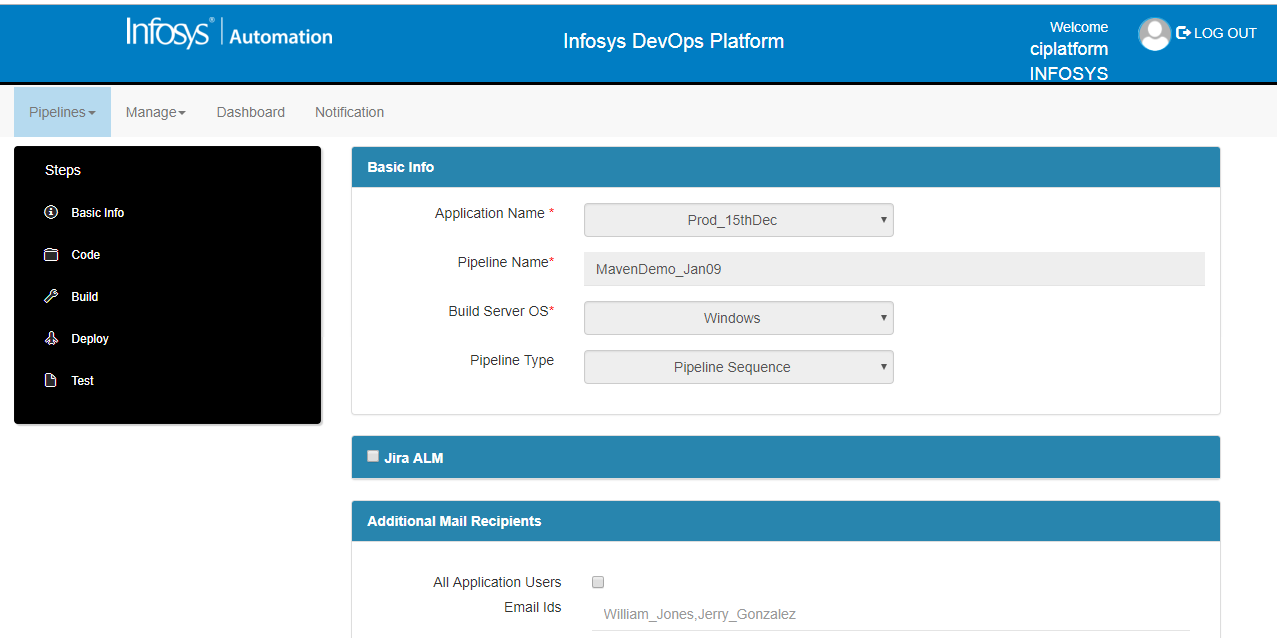 Infosys® | Automation
Infosys DevOps Platform
Welcome
ciplatform
INFOSYS
LOG OUT
Pipelines
Manage
Dashboard
Notification
Steps
Basic Info
Code
Build
Deploy
Test
Basic Info
Application Name *
Prod_15thDec
Pipeline Name*
MavenDemo_Jan09
Build Server OS*
Windows
Pipeline Type
Pipeline Sequence
Jira ALM
Additional Mail Recipients
All Application Users
Email Ids
William_Jones,Jerry_Gonzalez